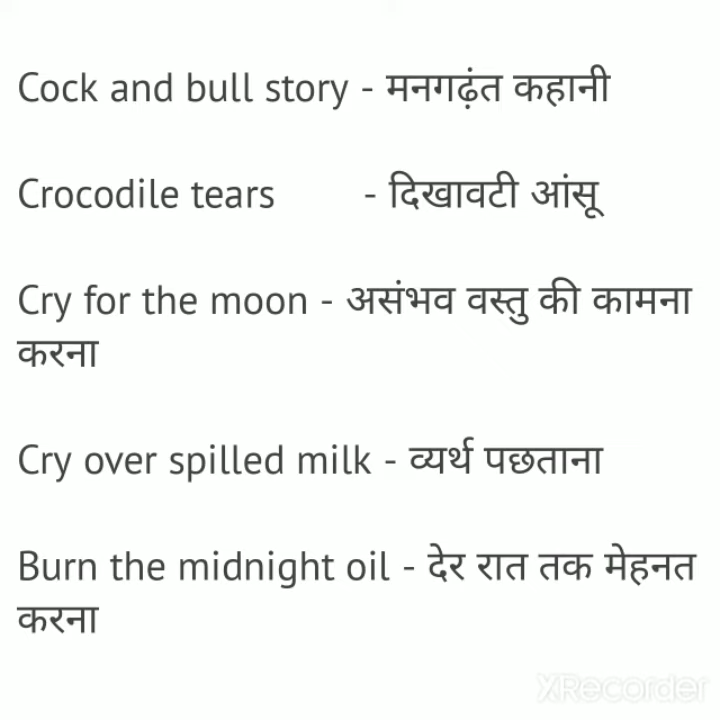 Cock and bull story - मनगढ़ंत कहानी
Crocodile tears - दिखावटी आंसू
Cry for the moon - असंभव वस्तु की कामना
करना
Cry over spilled milk - व्यर्थ पछताना
Burn the midnight oil - देर रात तक मेहनत
करना
XRecorder